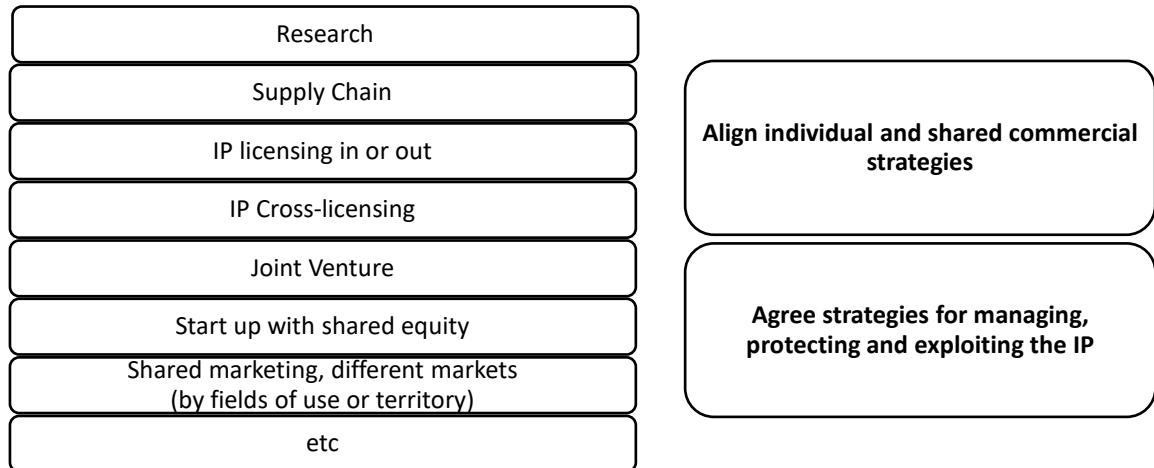 Research
Supply Chain
IP licensing in or out
IP Cross-licensing
Joint Venture
Start up with shared equity
Shared marketing, different markets
(by fields of use or territory)
etc
Align individual and shared commercial
strategies
Agree strategies for managing,
protecting and exploiting the IP